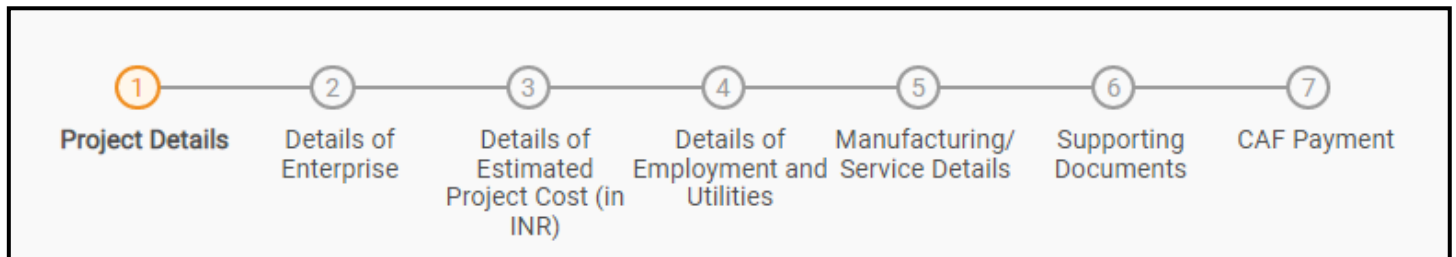 1
2
3
4
5
6
7
Project Details
Details of
Enterprise
Details of
Estimated
Project Cost (in
INR)
Details of
Employment and
Utilities
Manufacturing/
Service Details
Supporting
Documents
CAF Payment